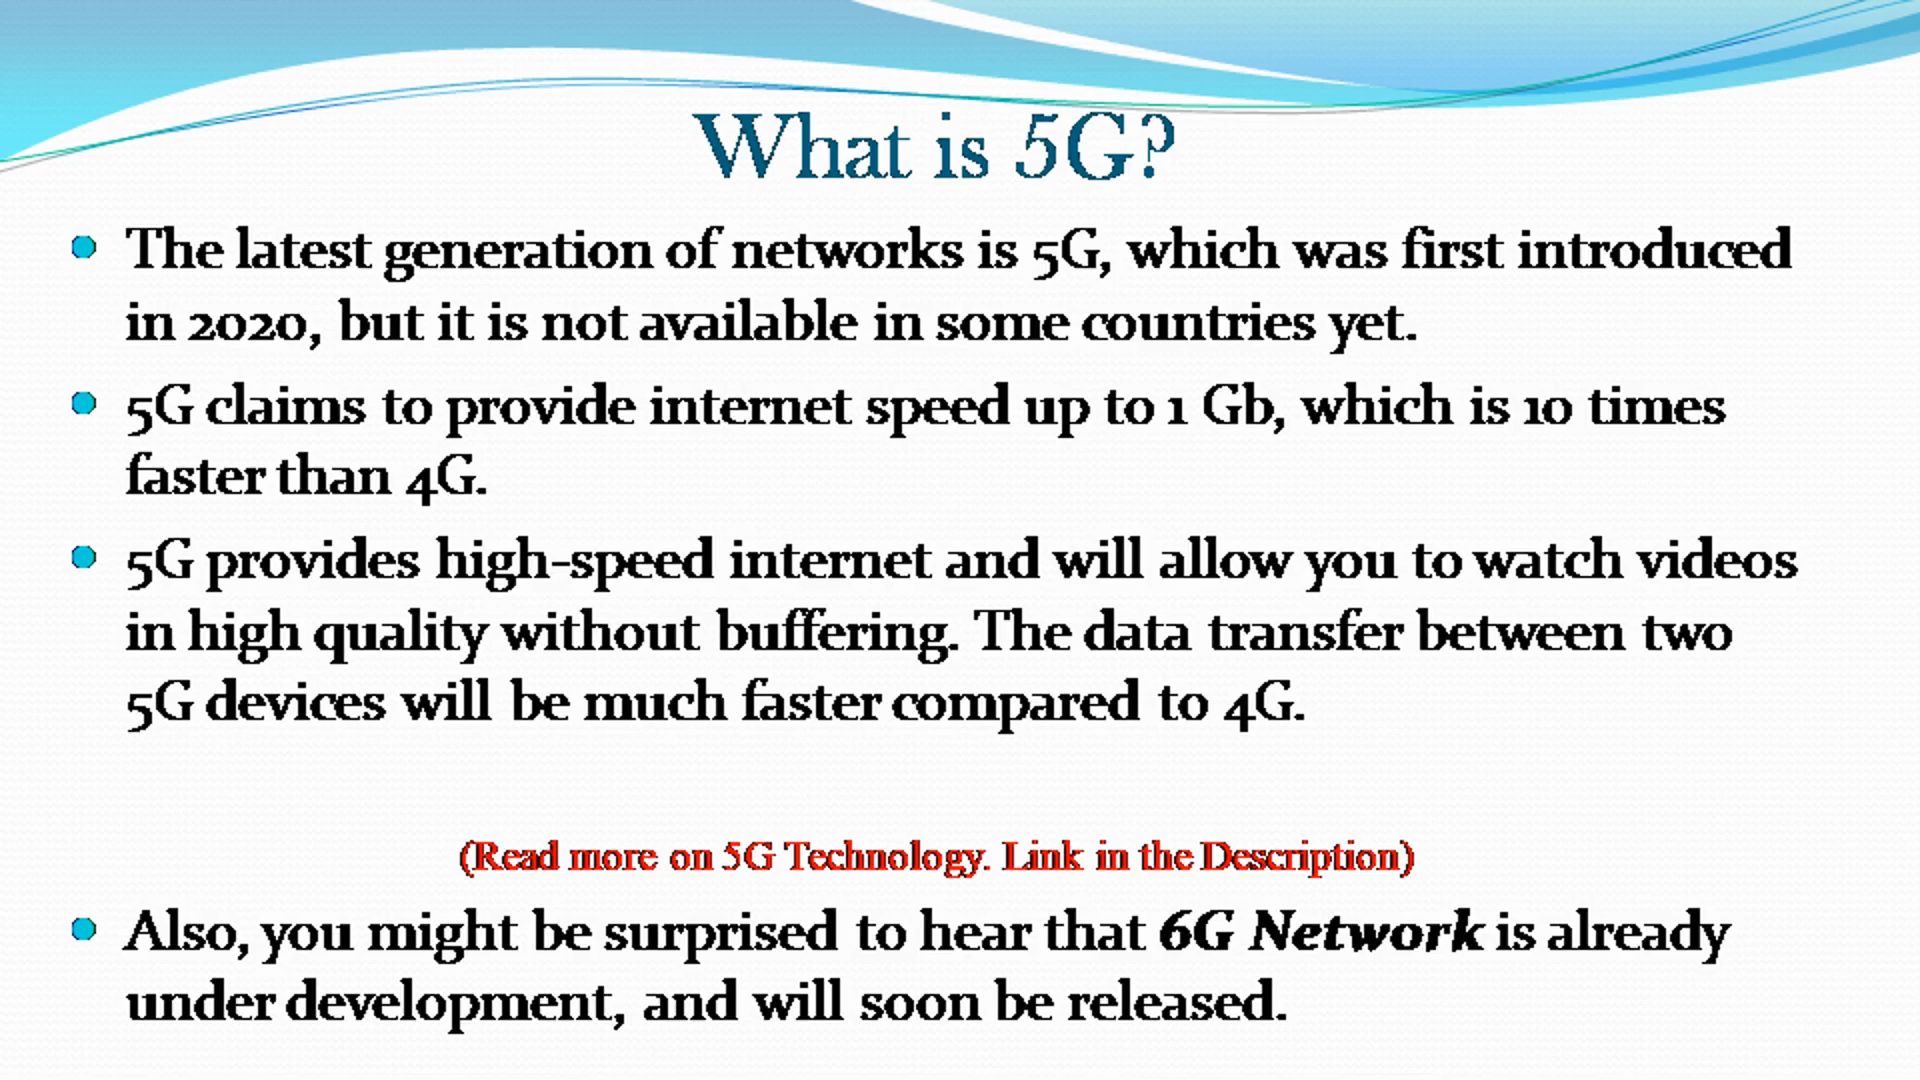 What is 5G?
The latest generation of networks is 5G, which was first introduced
in 2020, but it is not available in some countries yet.
5G claims to provide internet speed up to 1 Gb, which is 10 times
faster than 4G.
5G provides high-speed internet and will allow you to watch videos
in high quality without buffering. The data transfer between two
5G devices will be much faster compared to 4G.
(Read more on 5G Technology. Link in the Description)
Also, you might be surprised to hear that 6G Network is already
under development, and will soon be released.